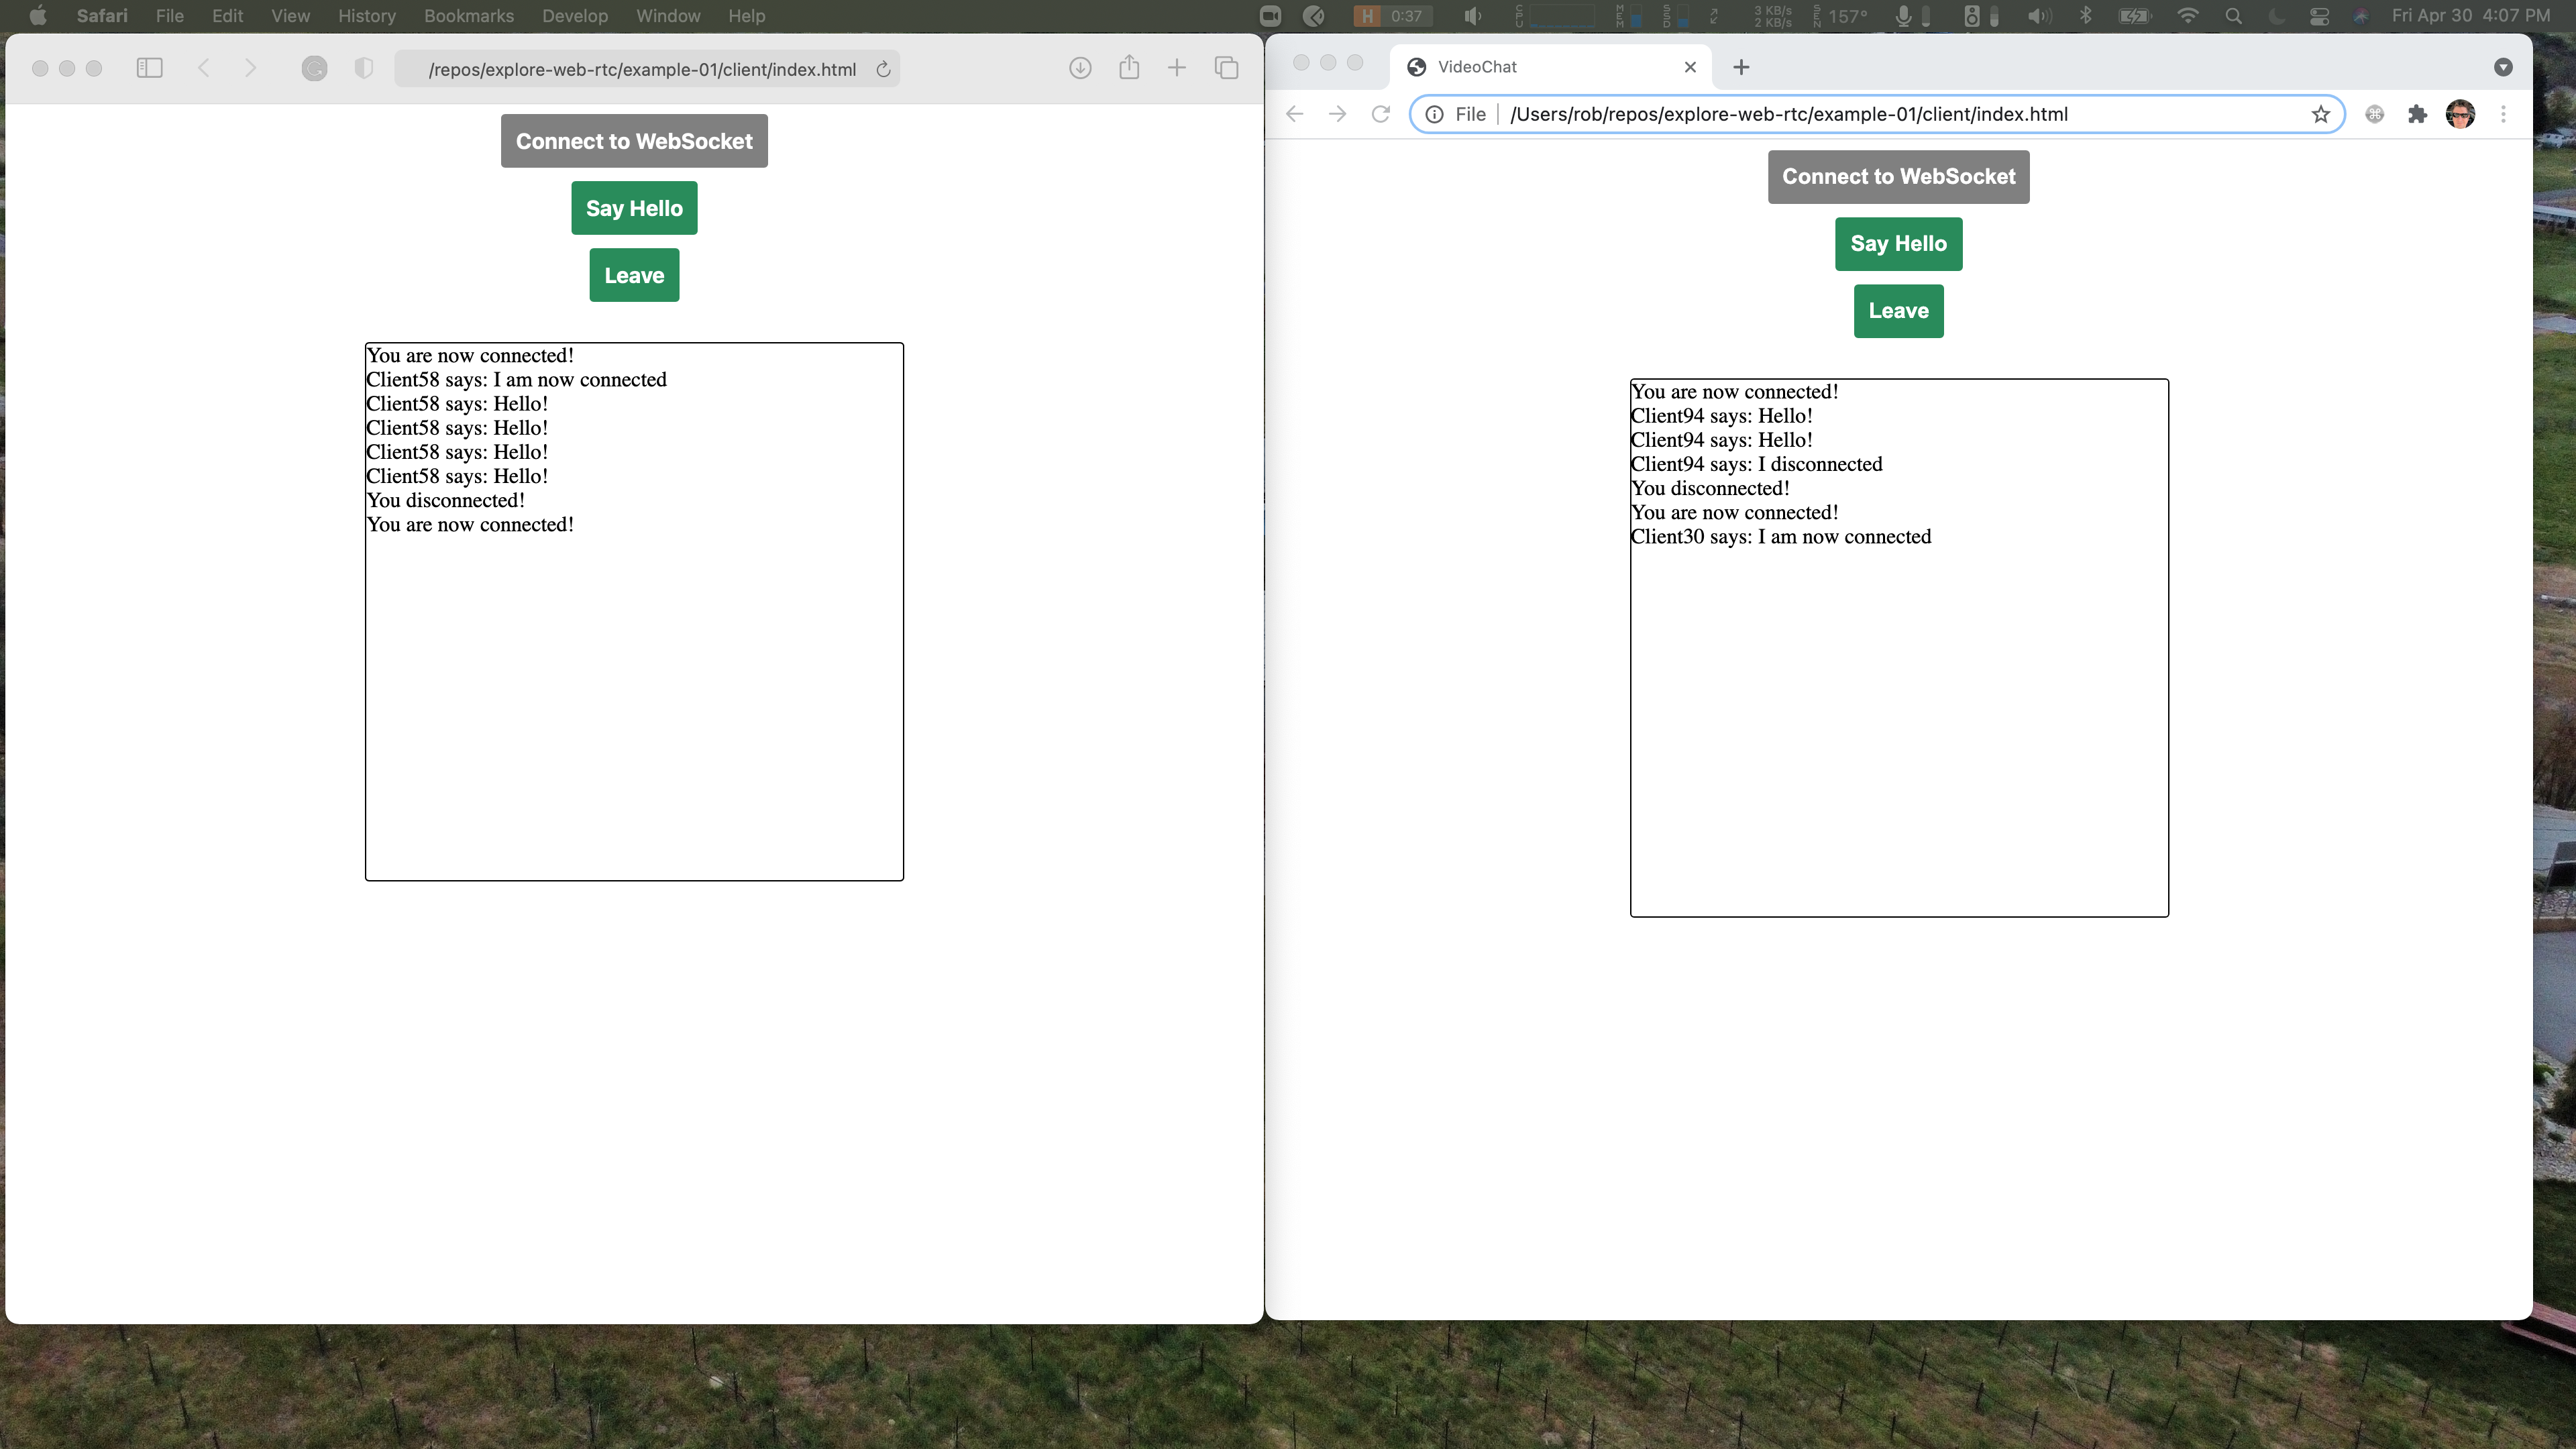 Safari File Edit View History Bookmarks Develop Window Help
H 0:37 CPU MEM SSD 3 KB/s 2 KB/s SEN 157° Fri Apr 30 4:07 PM
/repos/explore-web-rtc/example-01/client/index.html
Connect to WebSocket
Say Hello
Leave
You are now connected!
Client58 says: I am now connected
Client58 says: Hello!
Client58 says: Hello!
Client58 says: Hello!
Client58 says: Hello!
You disconnected!
You are now connected!
VideoChat
File /Users/rob/repos/explore-web-rtc/example-01/client/index.html
Connect to WebSocket
Say Hello
Leave
You are now connected!
Client94 says: Hello!
Client94 says: Hello!
Client94 says: I disconnected
You disconnected!
You are now connected!
Client30 says: I am now connected